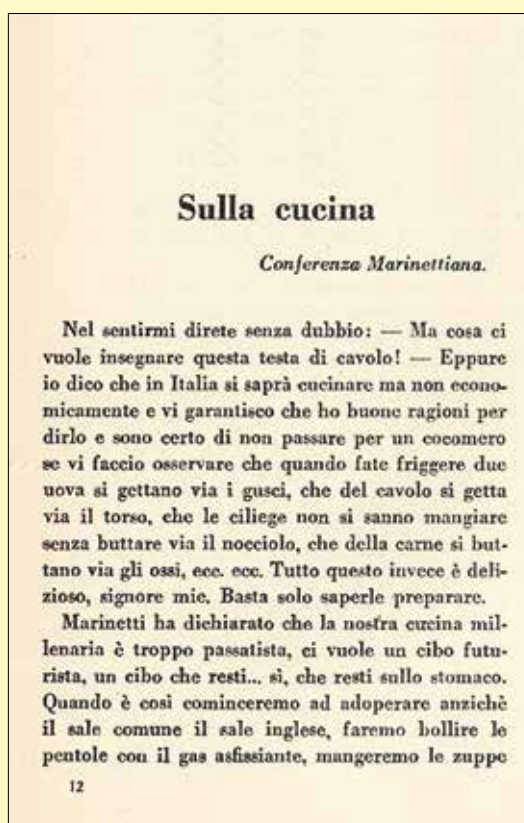 Sulla cucina
Conferenza Marinettiana.
Nel sentirmi direte senza dubbio: — Ma cosa ci
vuole insegnare questa testa di cavolo! — Eppure
io dico che in Italia si saprà cucinare ma non econo-
micamente e vi garantisco che ho buone ragioni per
dirlo e sono certo di non passare per un cocomero
se vi faccio osservare che quando fate friggere due
uova si gettano via i gusci, che del cavolo si getta
via il torso, che le ciliege non si sanno mangiare
senza buttare via il nocciolo, che della carne si but-
tano via gli ossi, ecc. ecc. Tutto questo invece è deli-
zioso, signore mie. Basta solo saperle preparare.
Marinetti ha dichiarato che la nostra cucina mil-
lenaria è troppo passatista, ci vuole un cibo futu-
rista, un cibo che resti... sì, che resti sullo stomaco.
Quando è così cominceremo ad adoperare anzichè
il sale comune il sale inglese, faremo bollire le
pentole con il gas asfissiante, mangeremo le zuppe
12